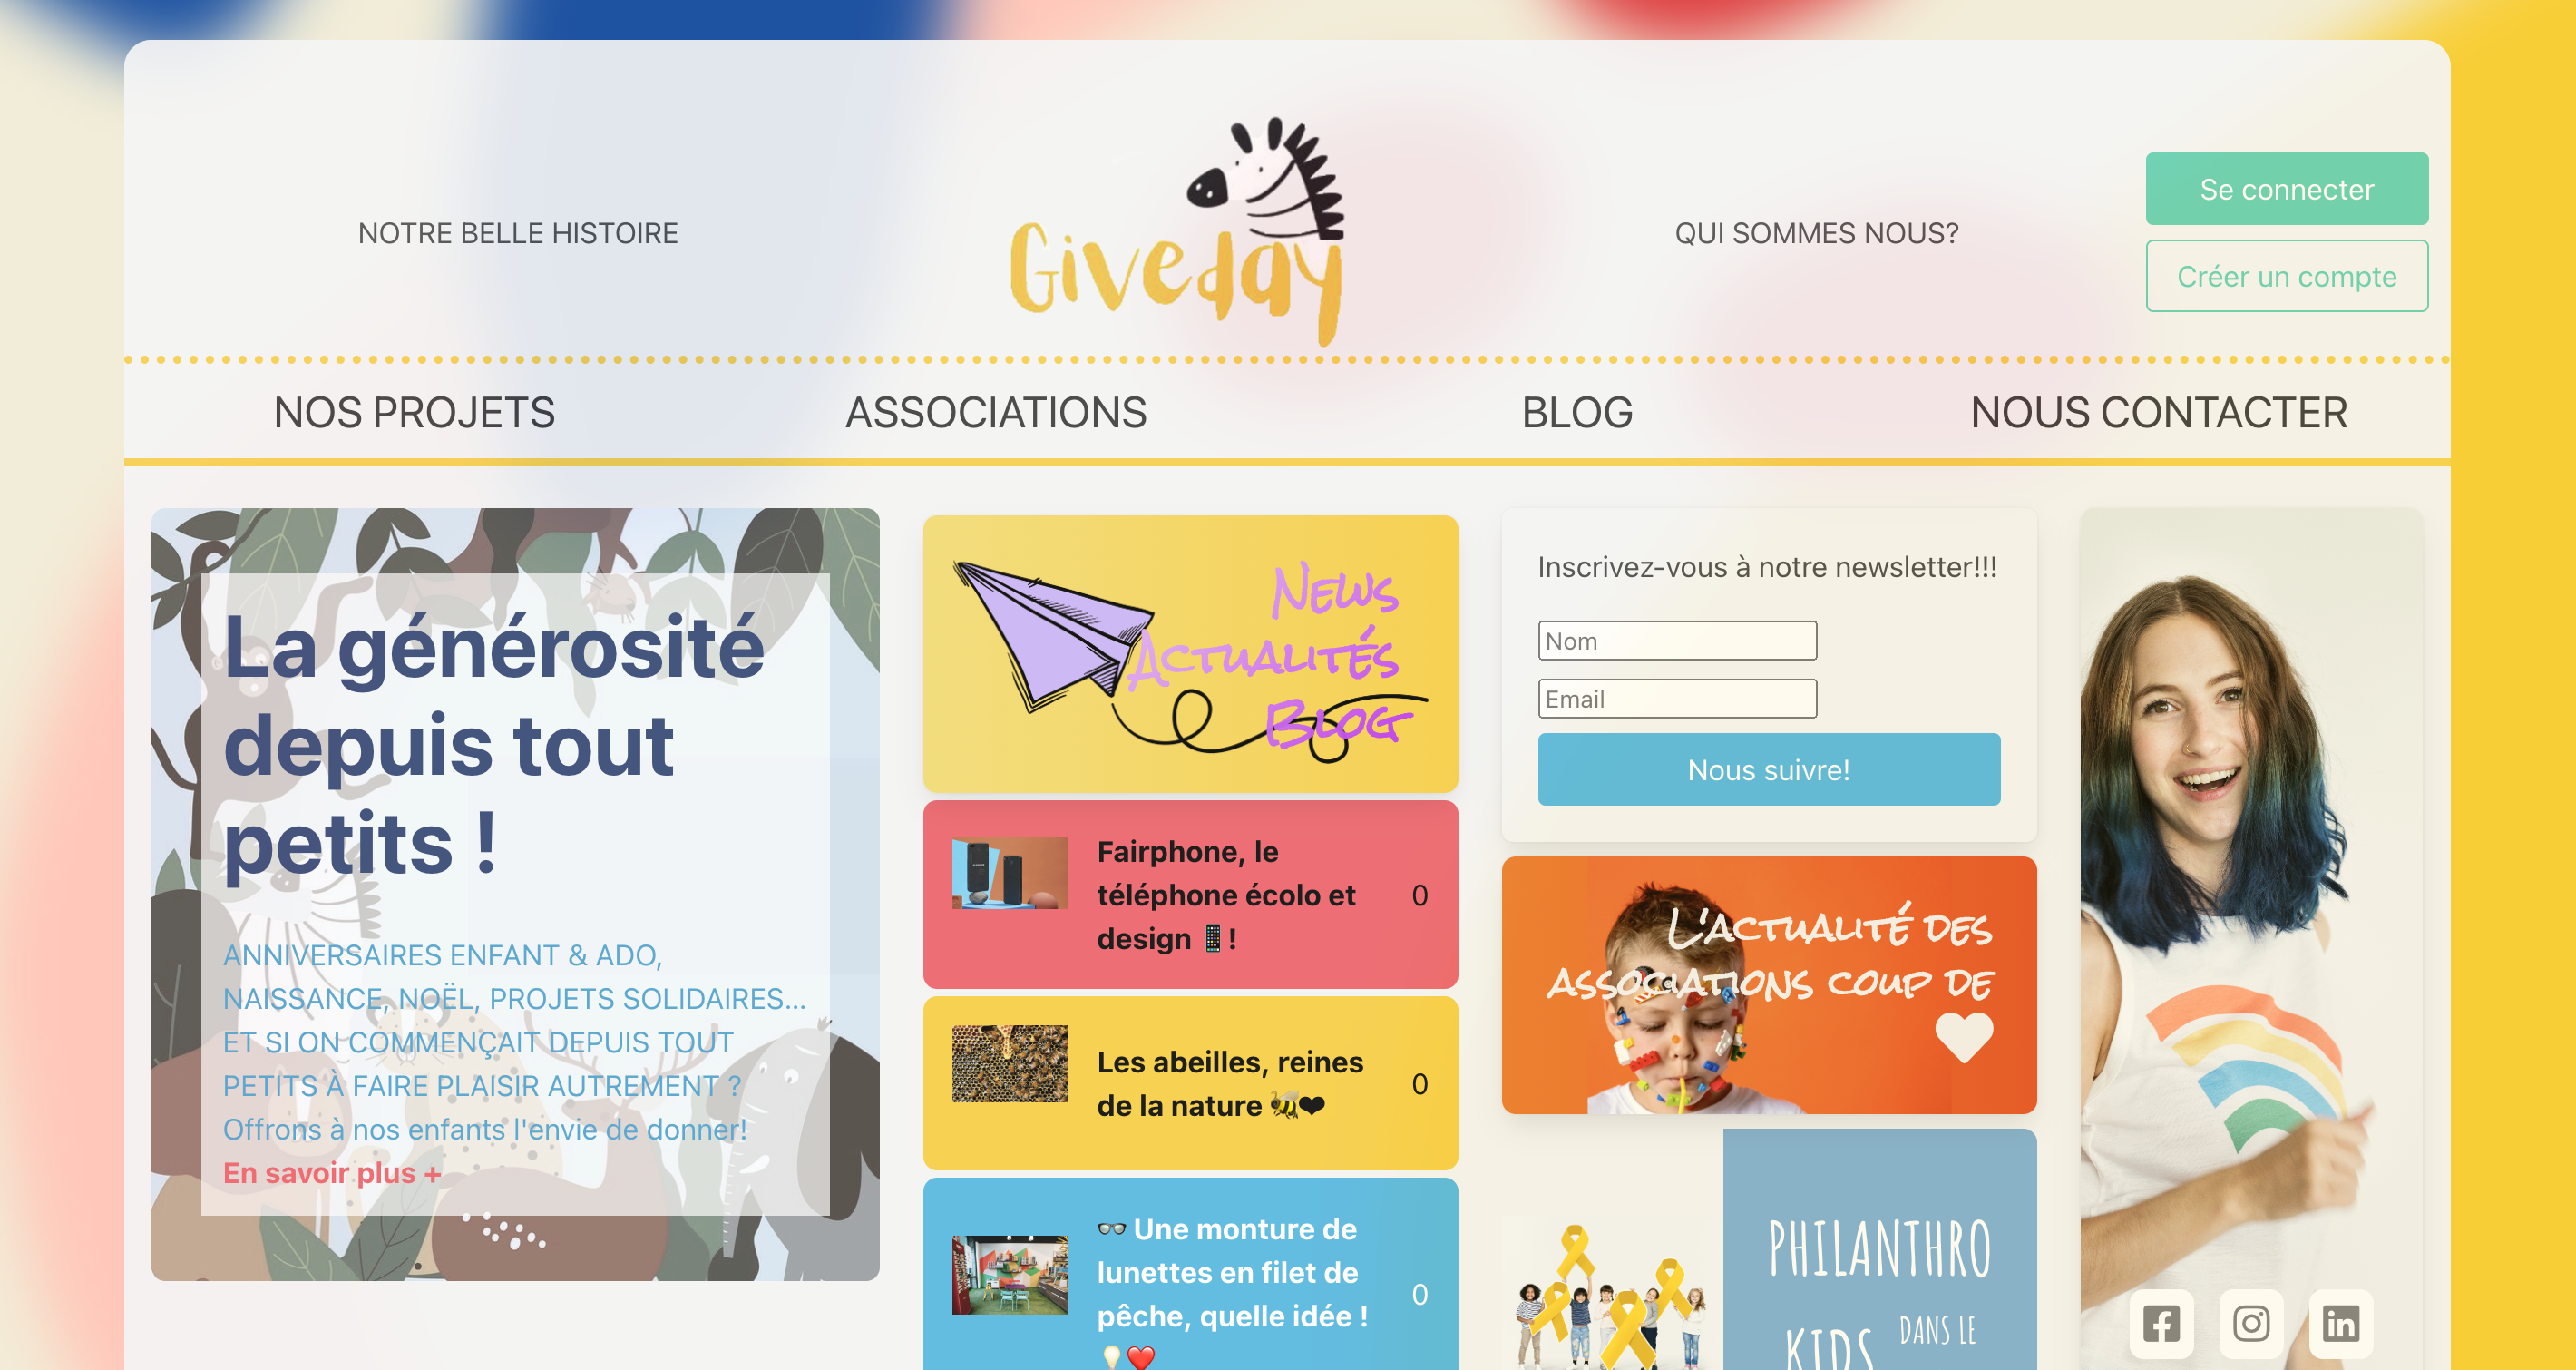 NOTRE BELLE HISTOIRE
Giveday
QUI SOMMES NOUS?
Se connecter
Créer un compte
NOS PROJETS
ASSOCIATIONS
BLOG
NOUS CONTACTER
La générosité
depuis tout
petits !
ANNIVERSAIRES ENFANT & ADO,
NAISSANCE, NOËL, PROJETS SOLIDAIRES...
ET SI ON COMMENÇAIT DEPUIS TOUT
PETITS À FAIRE PLAISIR AUTREMENT ?
Offrons à nos enfants l'envie de donner!
En savoir plus +
News
Actualités
Blog
Fairphone, le
téléphone écolo et
design 📱!
0
Les abeilles, reines
de la nature 🐝❤
0
👓 Une monture de
lunettes en filet de
pêche, quelle idée !
💡❤️
0
Inscrivez-vous à notre newsletter!!!
Nom
Email
Nous suivre!
L'actualité des
associations coup de
PHILANTHRO
KIDS DANS LE